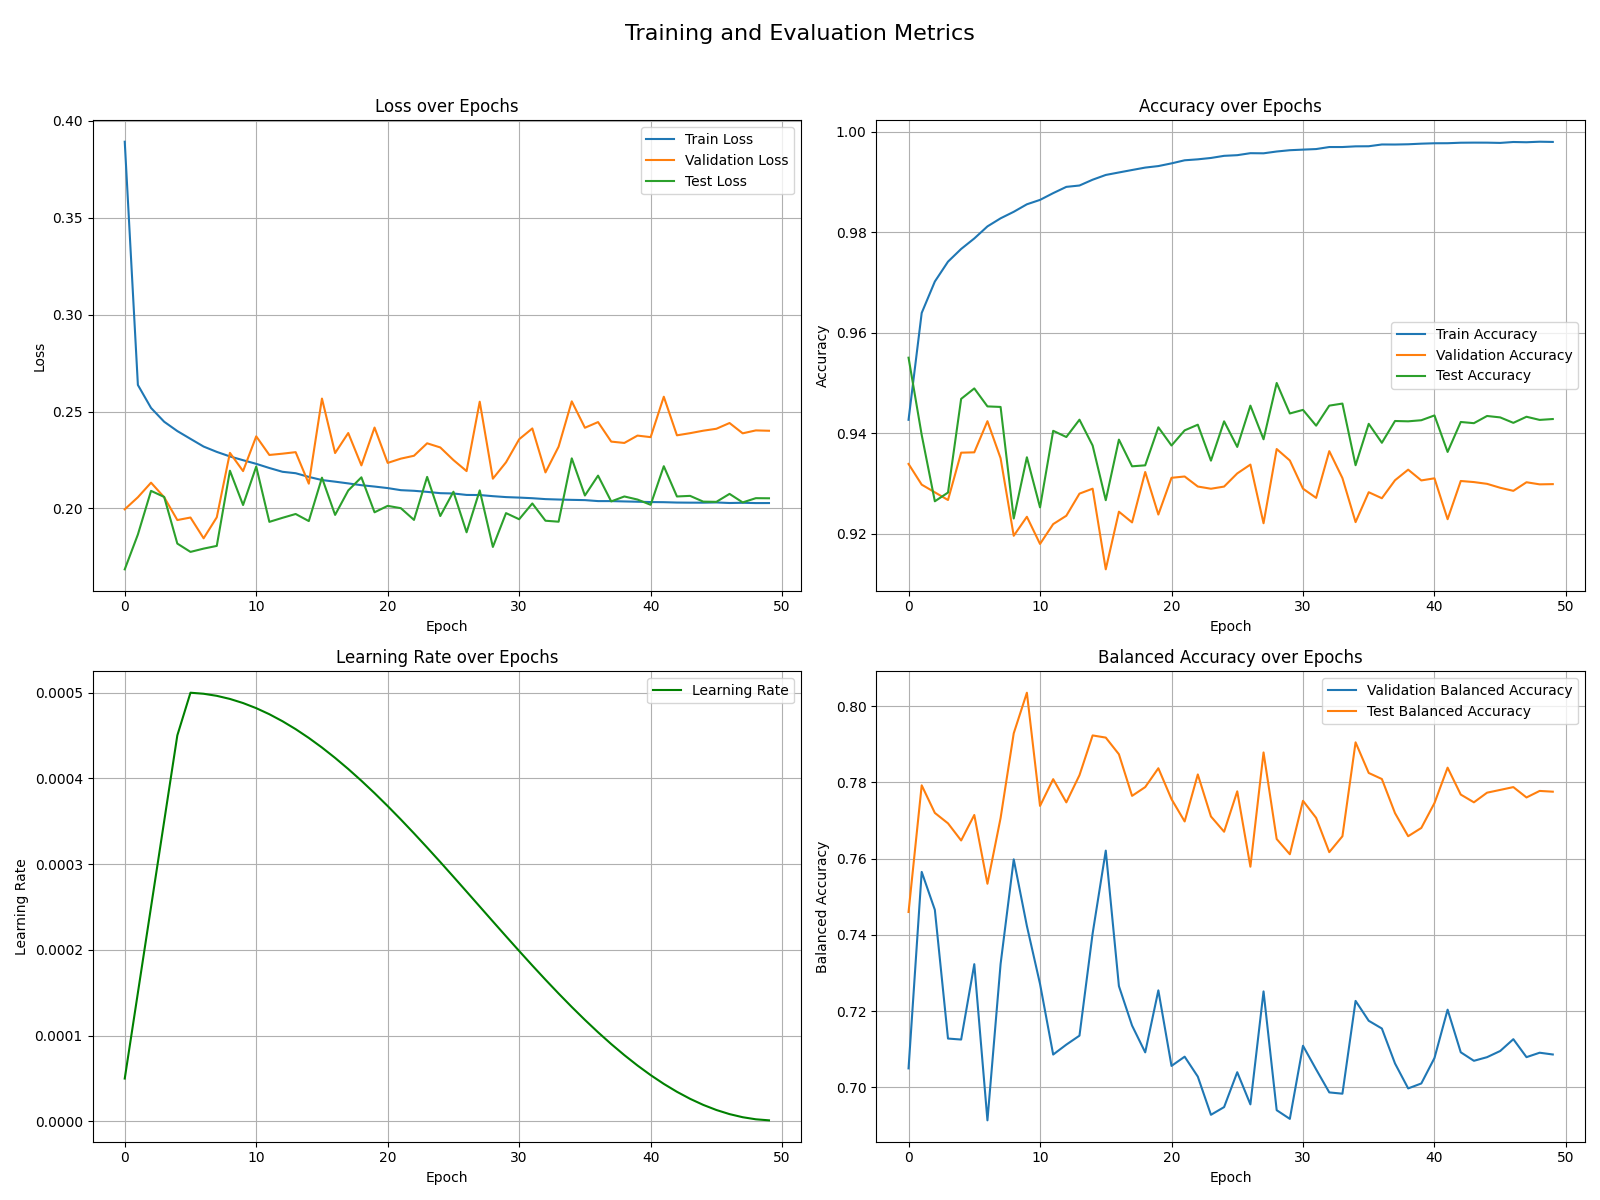 Training and Evaluation Metrics
Loss over Epochs
0.40
0.35
0.30
0.25
0.20
Loss
Train Loss
Validation Loss
Test Loss
0 10 20 30 40 50
Epoch
Accuracy over Epochs
1.00
0.98
0.96
0.94
0.92
Accuracy
Train Accuracy
Validation Accuracy
Test Accuracy
0 10 20 30 40 50
Epoch
Learning Rate over Epochs
0.0005
0.0004
0.0003
0.0002
0.0001
0.0000
Learning Rate
Learning Rate
0 10 20 30 40 50
Epoch
Balanced Accuracy over Epochs
0.80
0.78
0.76
0.74
0.72
0.70
Balanced Accuracy
Validation Balanced Accuracy
Test Balanced Accuracy
0 10 20 30 40 50
Epoch